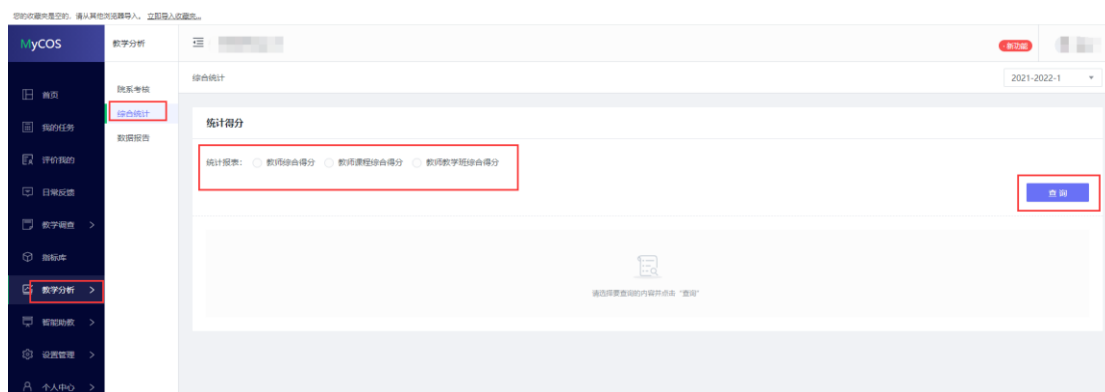 您的收藏夹是空的，请从其他浏览器导入。立即导入收藏夹...
MyCOS
教学分析
·新功能
首页
我的任务
评价我的
日常反馈
教学调查
指标库
教学分析
智能助教
设置管理
个人中心
院系考核
综合统计
数据报告
综合统计
2021-2022-1
统计得分
统计报表： 教师综合得分 教师课程综合得分 教师教学班综合得分
查 询
请选择要查询的内容并点击 "查询"